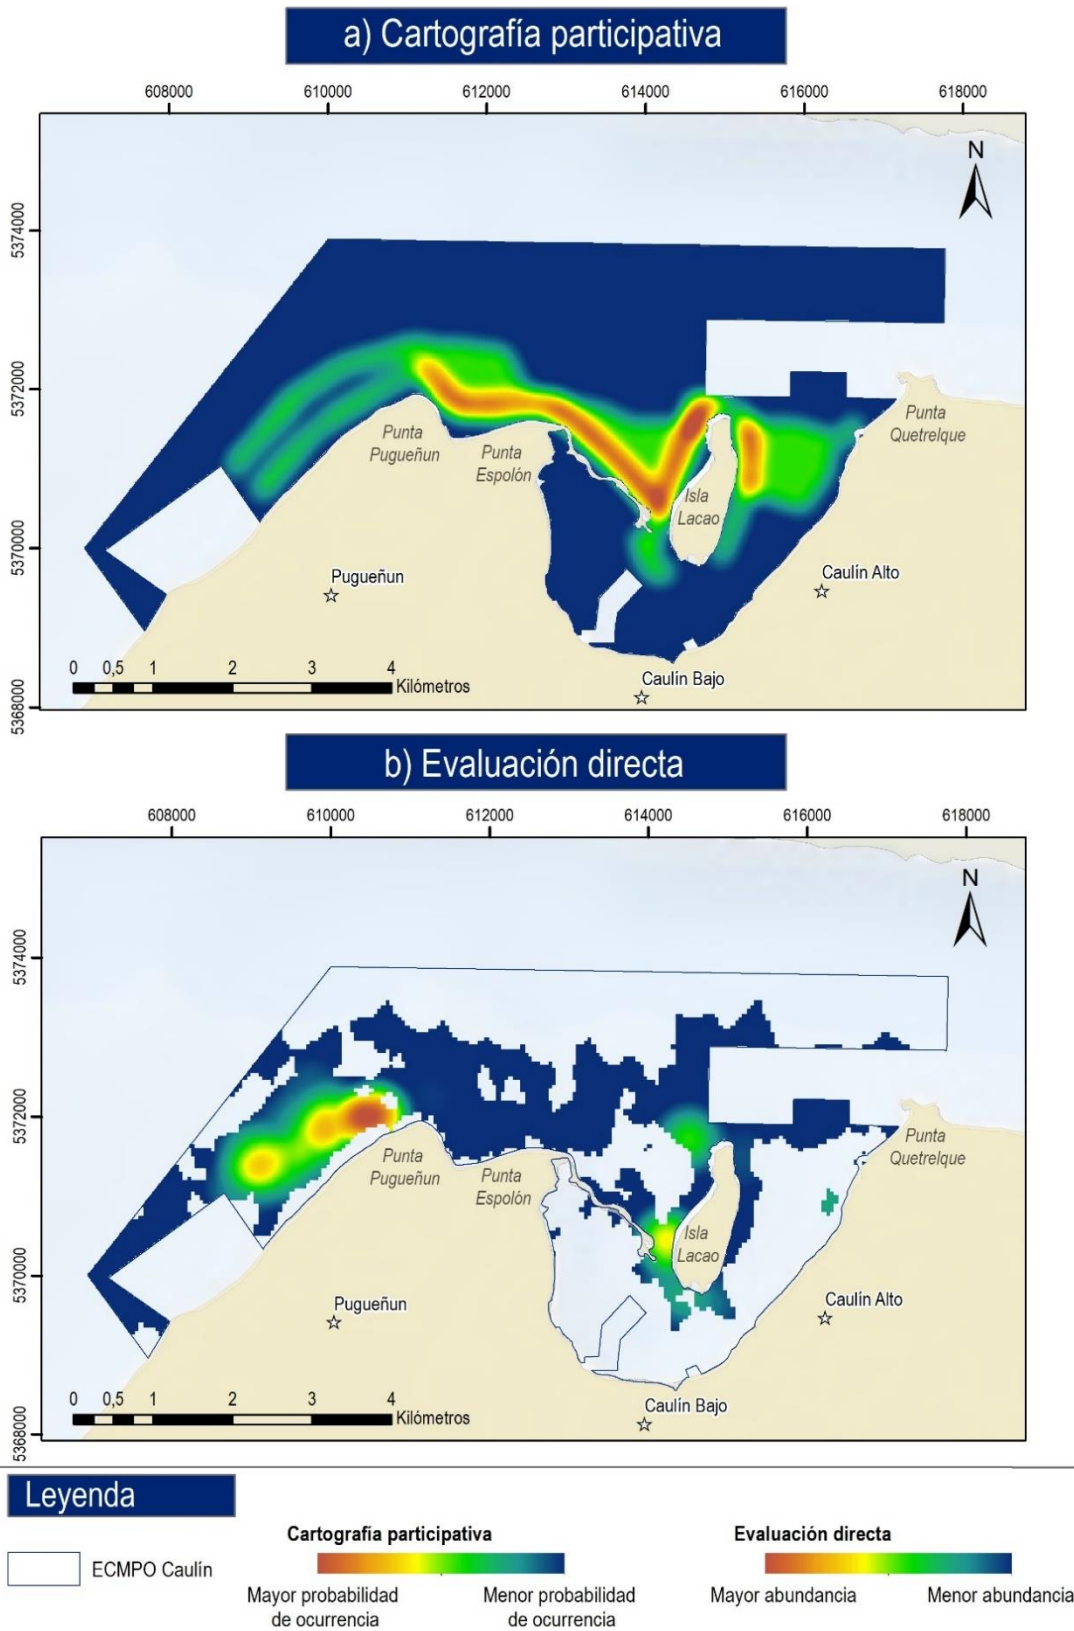 a) Cartografía participativa
608000 610000 612000 614000 616000 618000
N
5374000
5372000
5370000
5368000
Punta
Pugueñun
Punta
Espolón
Isla
Lacao
Punta
Quetrelque
Pugueñun
Caulín Alto
Caulín Bajo
0 0,5 1 2 3 4
Kilómetros
b) Evaluación directa
608000 610000 612000 614000 616000 618000
N
5374000
5372000
5370000
5368000
Punta
Pugueñun
Punta
Espolón
Isla
Lacao
Punta
Quetrelque
Pugueñun
Caulín Alto
Caulín Bajo
0 0,5 1 2 3 4
Kilómetros
Leyenda
ECMPO Caulín
Cartografía participativa
Mayor probabilidad
de ocurrencia
Menor probabilidad
de ocurrencia
Evaluación directa
Mayor abundancia
Menor abundancia